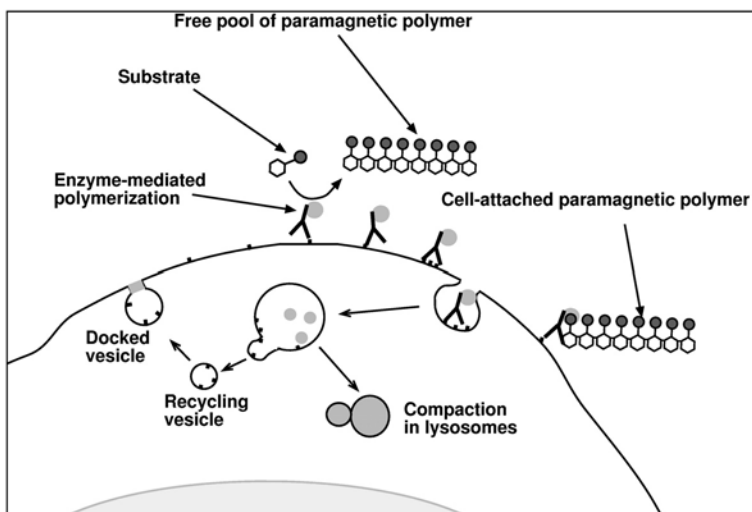 Free pool of paramagnetic polymer
Substrate
Enzyme-mediated
polymerization
Cell-attached paramagnetic polymer
Docked
vesicle
Recycling
vesicle
Compaction
in lysosomes